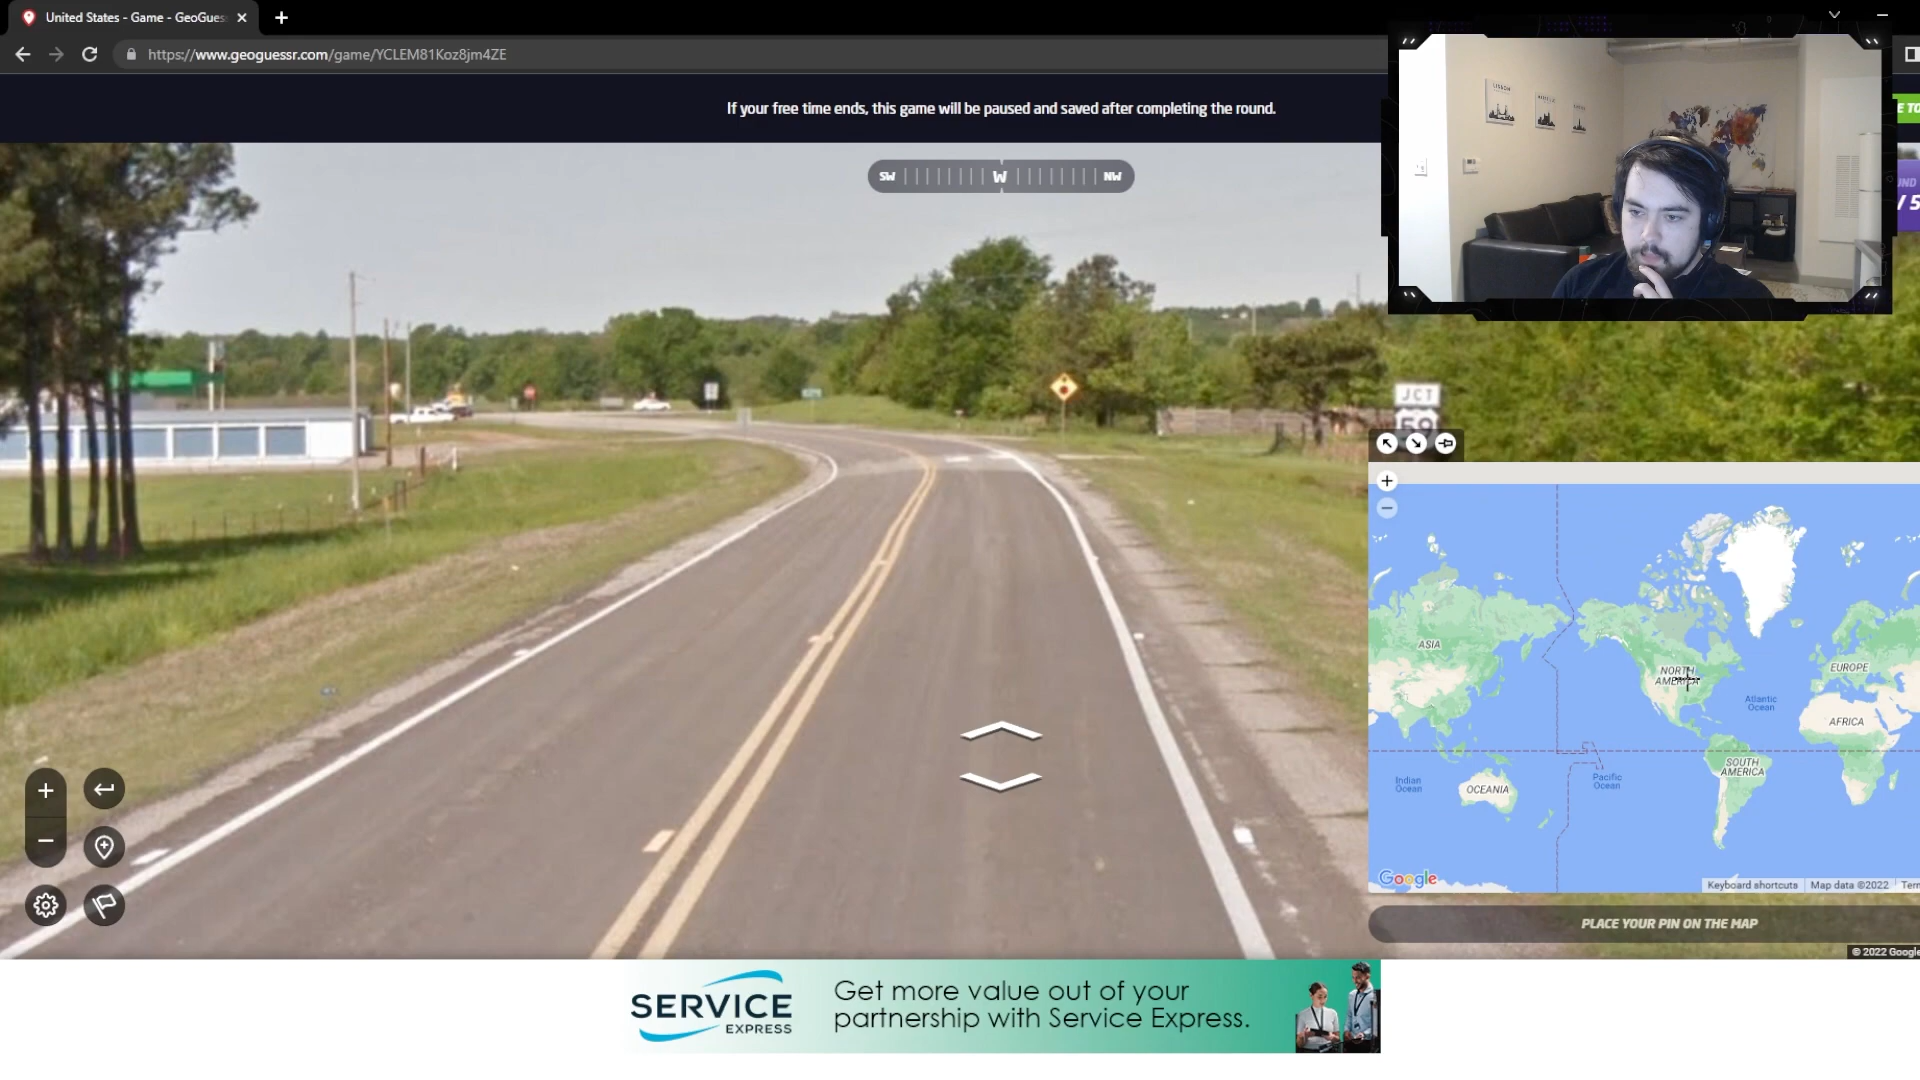 United States - Game - GeoGues
https://www.geoguessr.com/game/YCLEM81Koz8jm4ZE
If your free time ends, this game will be paused and saved after completing the round.
SW W NW
/ 5
JCT
59
ASIA
NORTH
AMERICA
EUROPE
Atlantic
Ocean
AFRICA
SOUTH
AMERICA
Indian
Ocean
OCEANIA
Pacific
Ocean
Google
Keyboard shortcuts
Map data ©2022
PLACE YOUR PIN ON THE MAP
© 2022 Google
SERVICE
EXPRESS
Get more value out of your
partnership with Service Express.